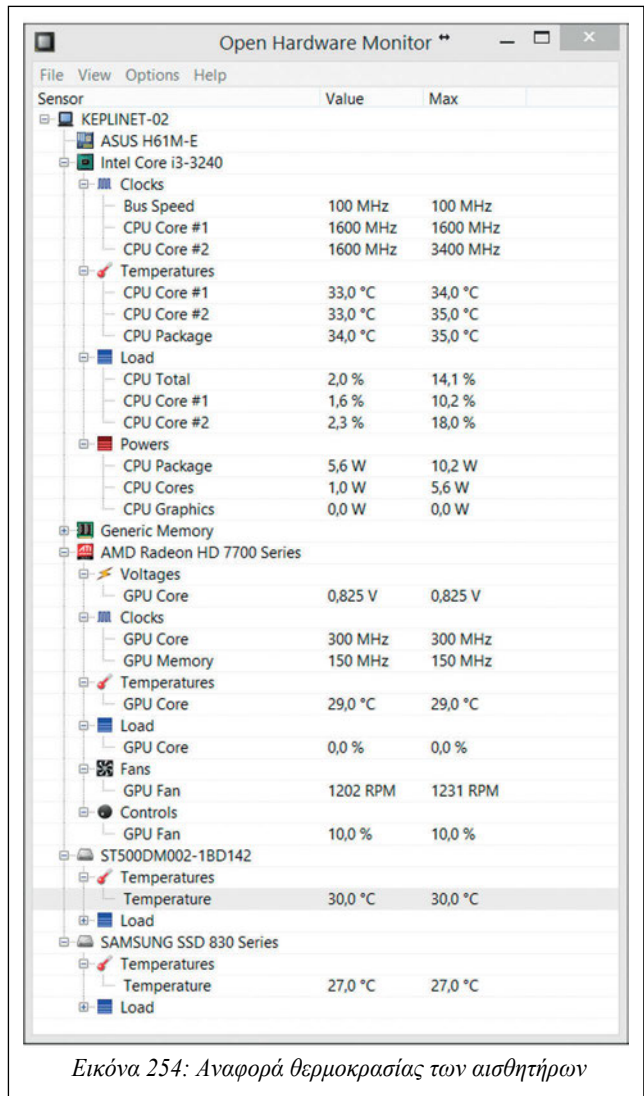 Open Hardware Monitor
File View Options Help
Sensor Value Max
KEPLINET-02
ASUS H61M-E
Intel Core i3-3240
Clocks
Bus Speed 100 MHz 100 MHz
CPU Core #1 1600 MHz 1600 MHz
CPU Core #2 1600 MHz 3400 MHz
Temperatures
CPU Core #1 33,0 °C 34,0 °C
CPU Core #2 33,0 °C 35,0 °C
CPU Package 34,0 °C 35,0 °C
Load
CPU Total 2,0 % 14,1 %
CPU Core #1 1,6 % 10,2 %
CPU Core #2 2,3 % 18,0 %
Powers
CPU Package 5,6 W 10,2 W
CPU Cores 1,0 W 5,6 W
CPU Graphics 0,0 W 0,0 W
Generic Memory
AMD Radeon HD 7700 Series
Voltages
GPU Core 0,825 V 0,825 V
Clocks
GPU Core 300 MHz 300 MHz
GPU Memory 150 MHz 150 MHz
Temperatures
GPU Core 29,0 °C 29,0 °C
Load
GPU Core 0,0 % 0,0 %
Fans
GPU Fan 1202 RPM 1231 RPM
Controls
GPU Fan 10,0 % 10,0 %
ST500DM002-1BD142
Temperatures
Temperature 30,0 °C 30,0 °C
Load
SAMSUNG SSD 830 Series
Temperatures
Temperature 27,0 °C 27,0 °C
Load
Εικόνα 254: Αναφορά θερμοκρασίας των αισθητήρων